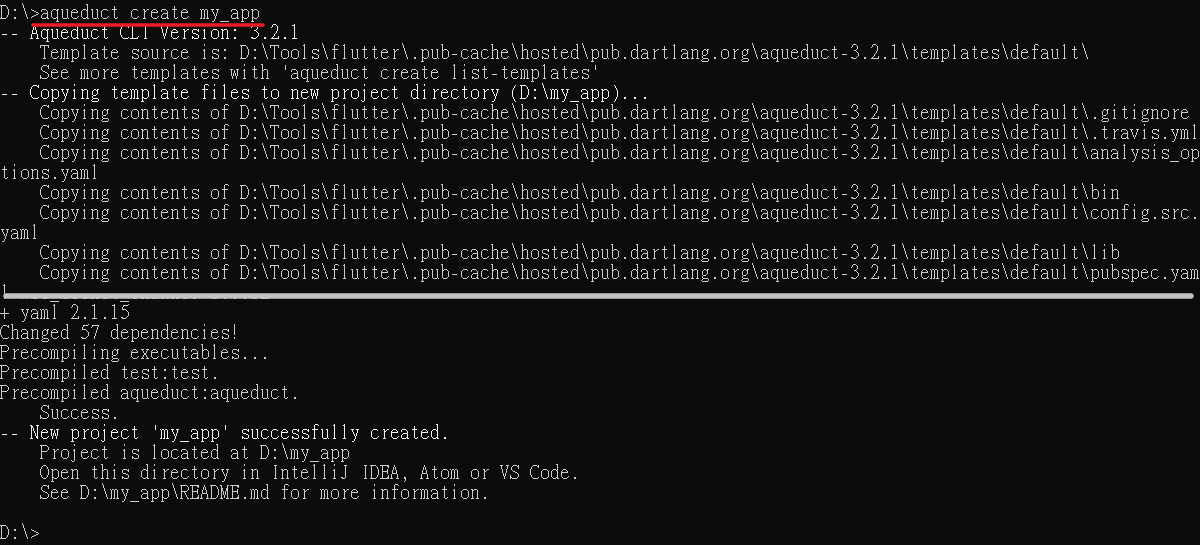 D:\>aqueduct create my_app
-- Aqueduct CLI Version: 3.2.1
    Template source is: D:\Tools\flutter\.pub-cache\hosted\pub.dartlang.org\aqueduct-3.2.1\templates\default\
    See more templates with 'aqueduct create list-templates'
-- Copying template files to new project directory (D:\my_app)...
    Copying contents of D:\Tools\flutter\.pub-cache\hosted\pub.dartlang.org\aqueduct-3.2.1\templates\default\.gitignore
    Copying contents of D:\Tools\flutter\.pub-cache\hosted\pub.dartlang.org\aqueduct-3.2.1\templates\default\.travis.yml
    Copying contents of D:\Tools\flutter\.pub-cache\hosted\pub.dartlang.org\aqueduct-3.2.1\templates\default\analysis_op
tions.yaml
    Copying contents of D:\Tools\flutter\.pub-cache\hosted\pub.dartlang.org\aqueduct-3.2.1\templates\default\bin
    Copying contents of D:\Tools\flutter\.pub-cache\hosted\pub.dartlang.org\aqueduct-3.2.1\templates\default\config.src.
yaml
    Copying contents of D:\Tools\flutter\.pub-cache\hosted\pub.dartlang.org\aqueduct-3.2.1\templates\default\lib
    Copying contents of D:\Tools\flutter\.pub-cache\hosted\pub.dartlang.org\aqueduct-3.2.1\templates\default\pubspec.yam
l
+ yaml 2.1.15
Changed 57 dependencies!
Precompiling executables...
Precompiled test:test.
Precompiled aqueduct:aqueduct.
    Success.
-- New project 'my_app' successfully created.
    Project is located at D:\my_app
    Open this directory in IntelliJ IDEA, Atom or VS Code.
    See D:\my_app\README.md for more information.
D:\>